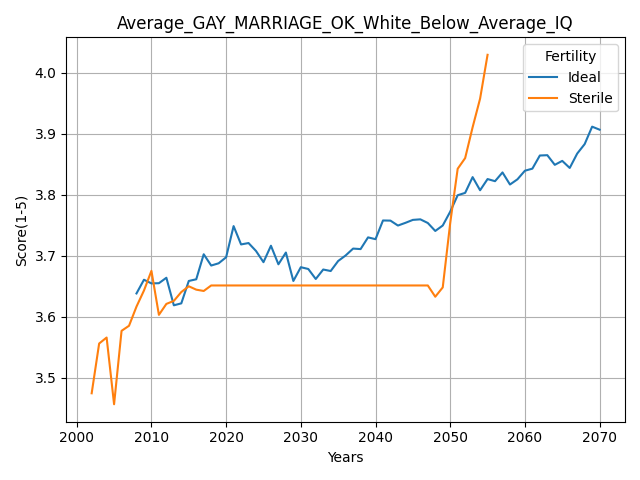 Average_GAY_MARRIAGE_OK_White_Below_Average_IQ
Fertility
Ideal
Sterile
Score(1-5)
4.0
3.9
3.8
3.7
3.6
3.5
2000 2010 2020 2030 2040 2050 2060 2070
Years